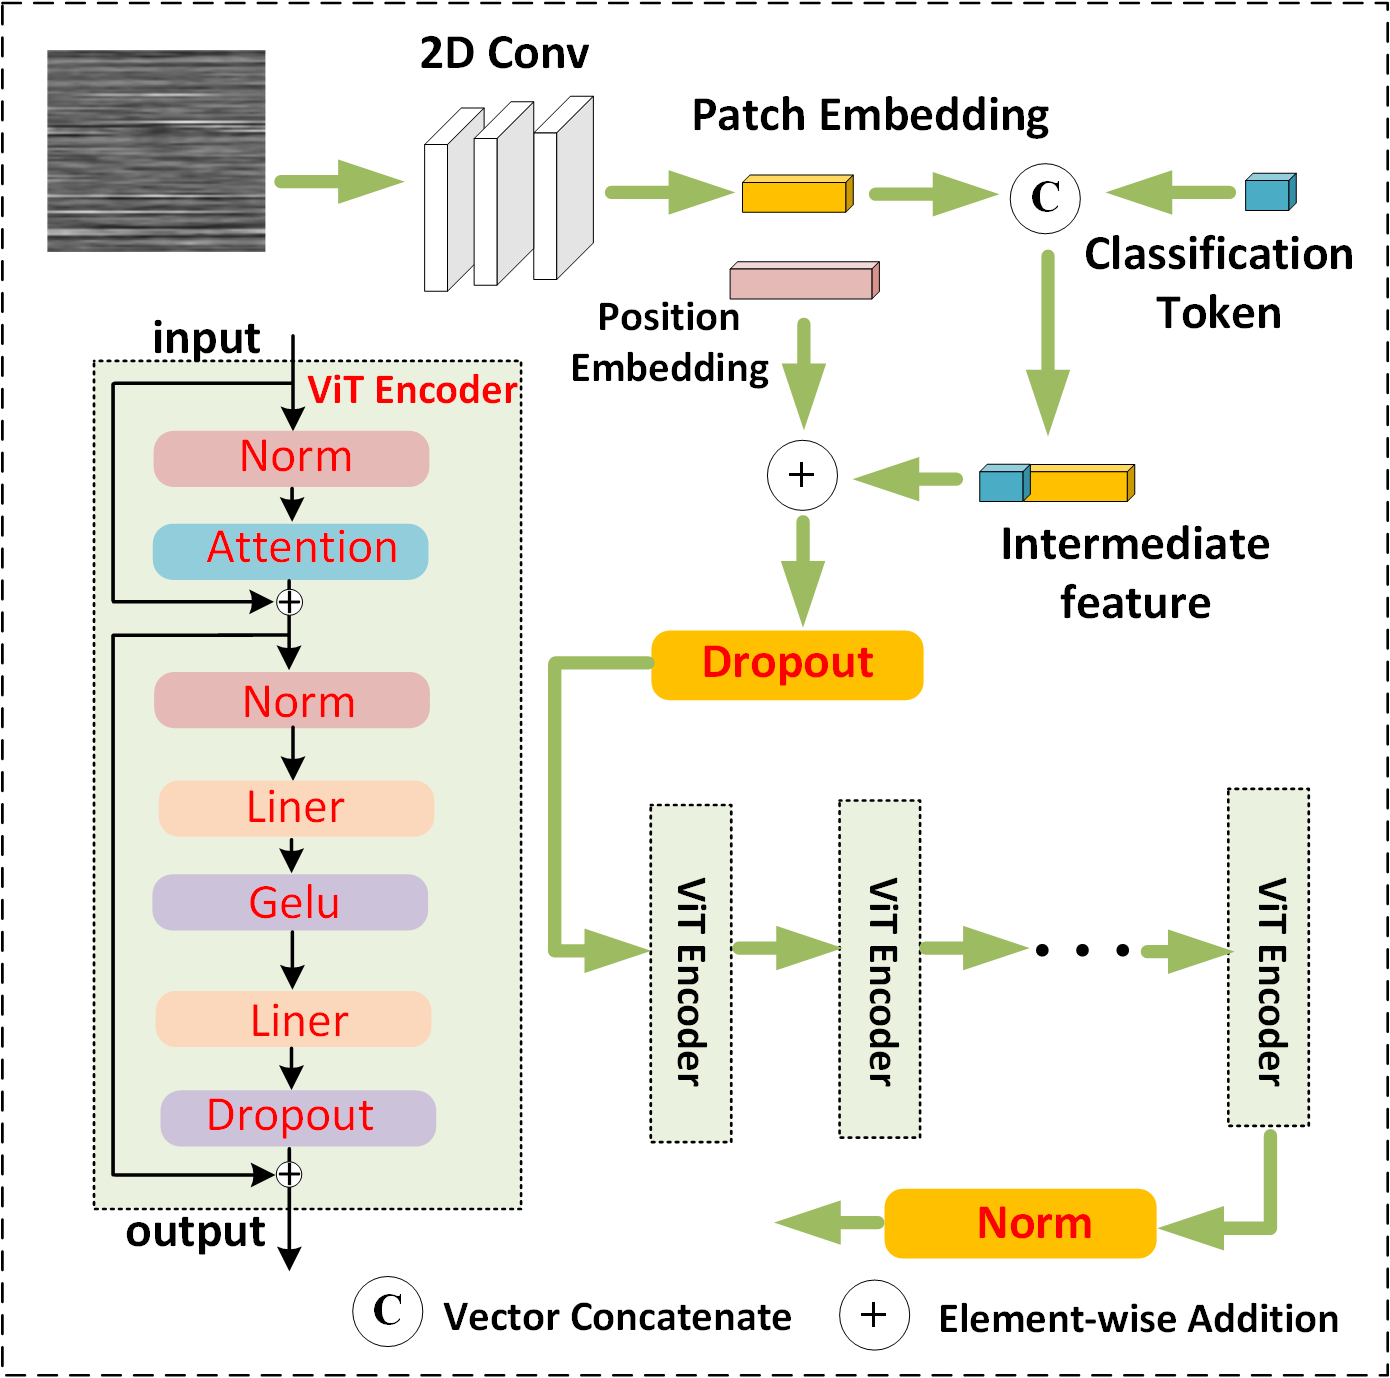 2D Conv
Patch Embedding
C
Classification
Token
Position
Embedding
+
Intermediate
feature
Dropout
ViT Encoder
ViT Encoder
. . .
ViT Encoder
Norm
input
ViT Encoder
Norm
Attention
+
Norm
Liner
Gelu
Liner
Dropout
+
output
C Vector Concatenate
+ Element-wise Addition